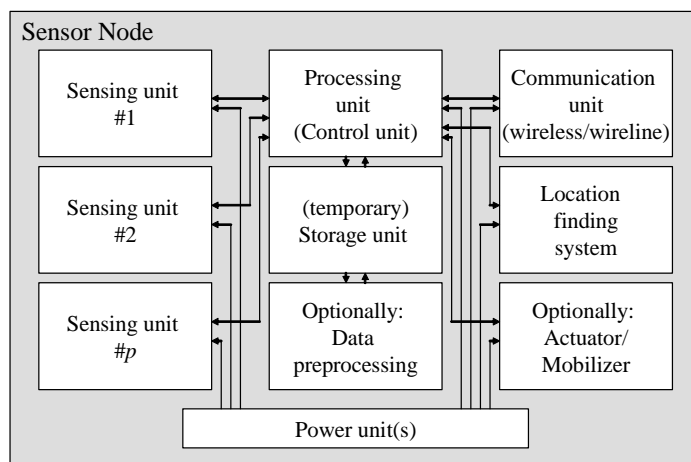 Sensor Node
Sensing unit
#1
Processing
unit
(Control unit)
Communication
unit
(wireless/wireline)
Sensing unit
#2
(temporary)
Storage unit
Location
finding
system
Sensing unit
#p
Optionally:
Data
preprocessing
Optionally:
Actuator/
Mobilizer
Power unit(s)